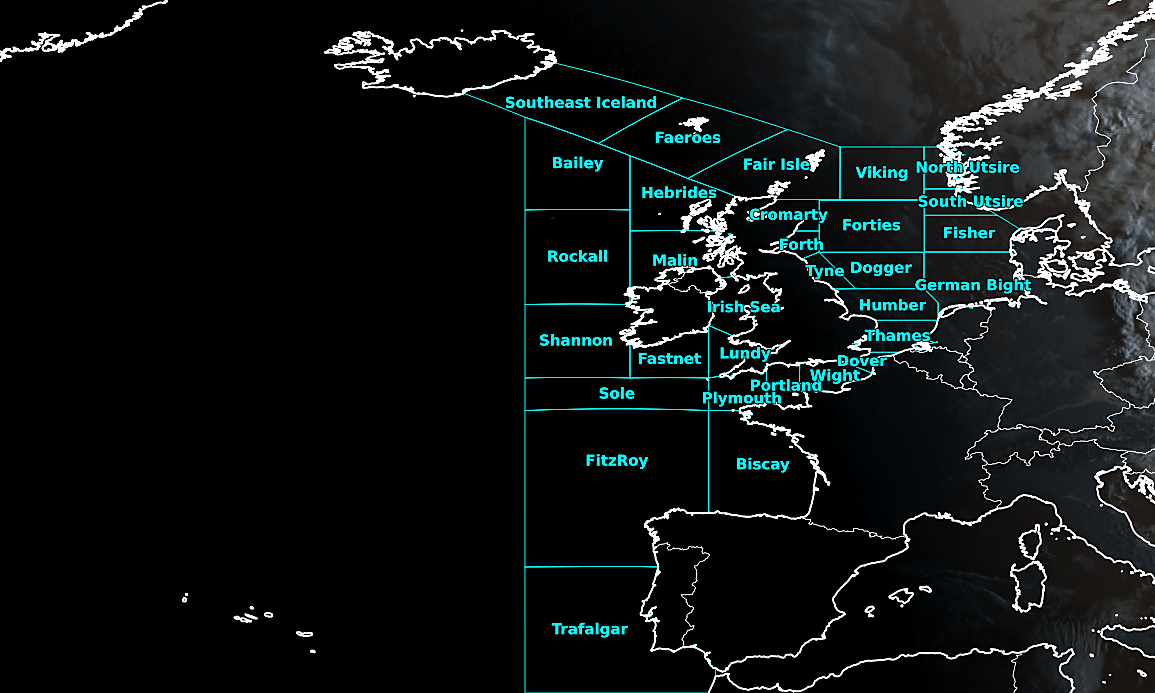 Southeast Iceland
Faeroes
Bailey
Fair Isle
Viking
North Utsire
Hebrides
South Utsire
Cromarty
Forties
Fisher
Forth
Rockall
Malin
Tyne
Dogger
German Bight
Irish Sea
Humber
Shannon
Thames
Fastnet
Lundy
Dover
Wight
Portland
Sole
Plymouth
FitzRoy
Biscay
Trafalgar